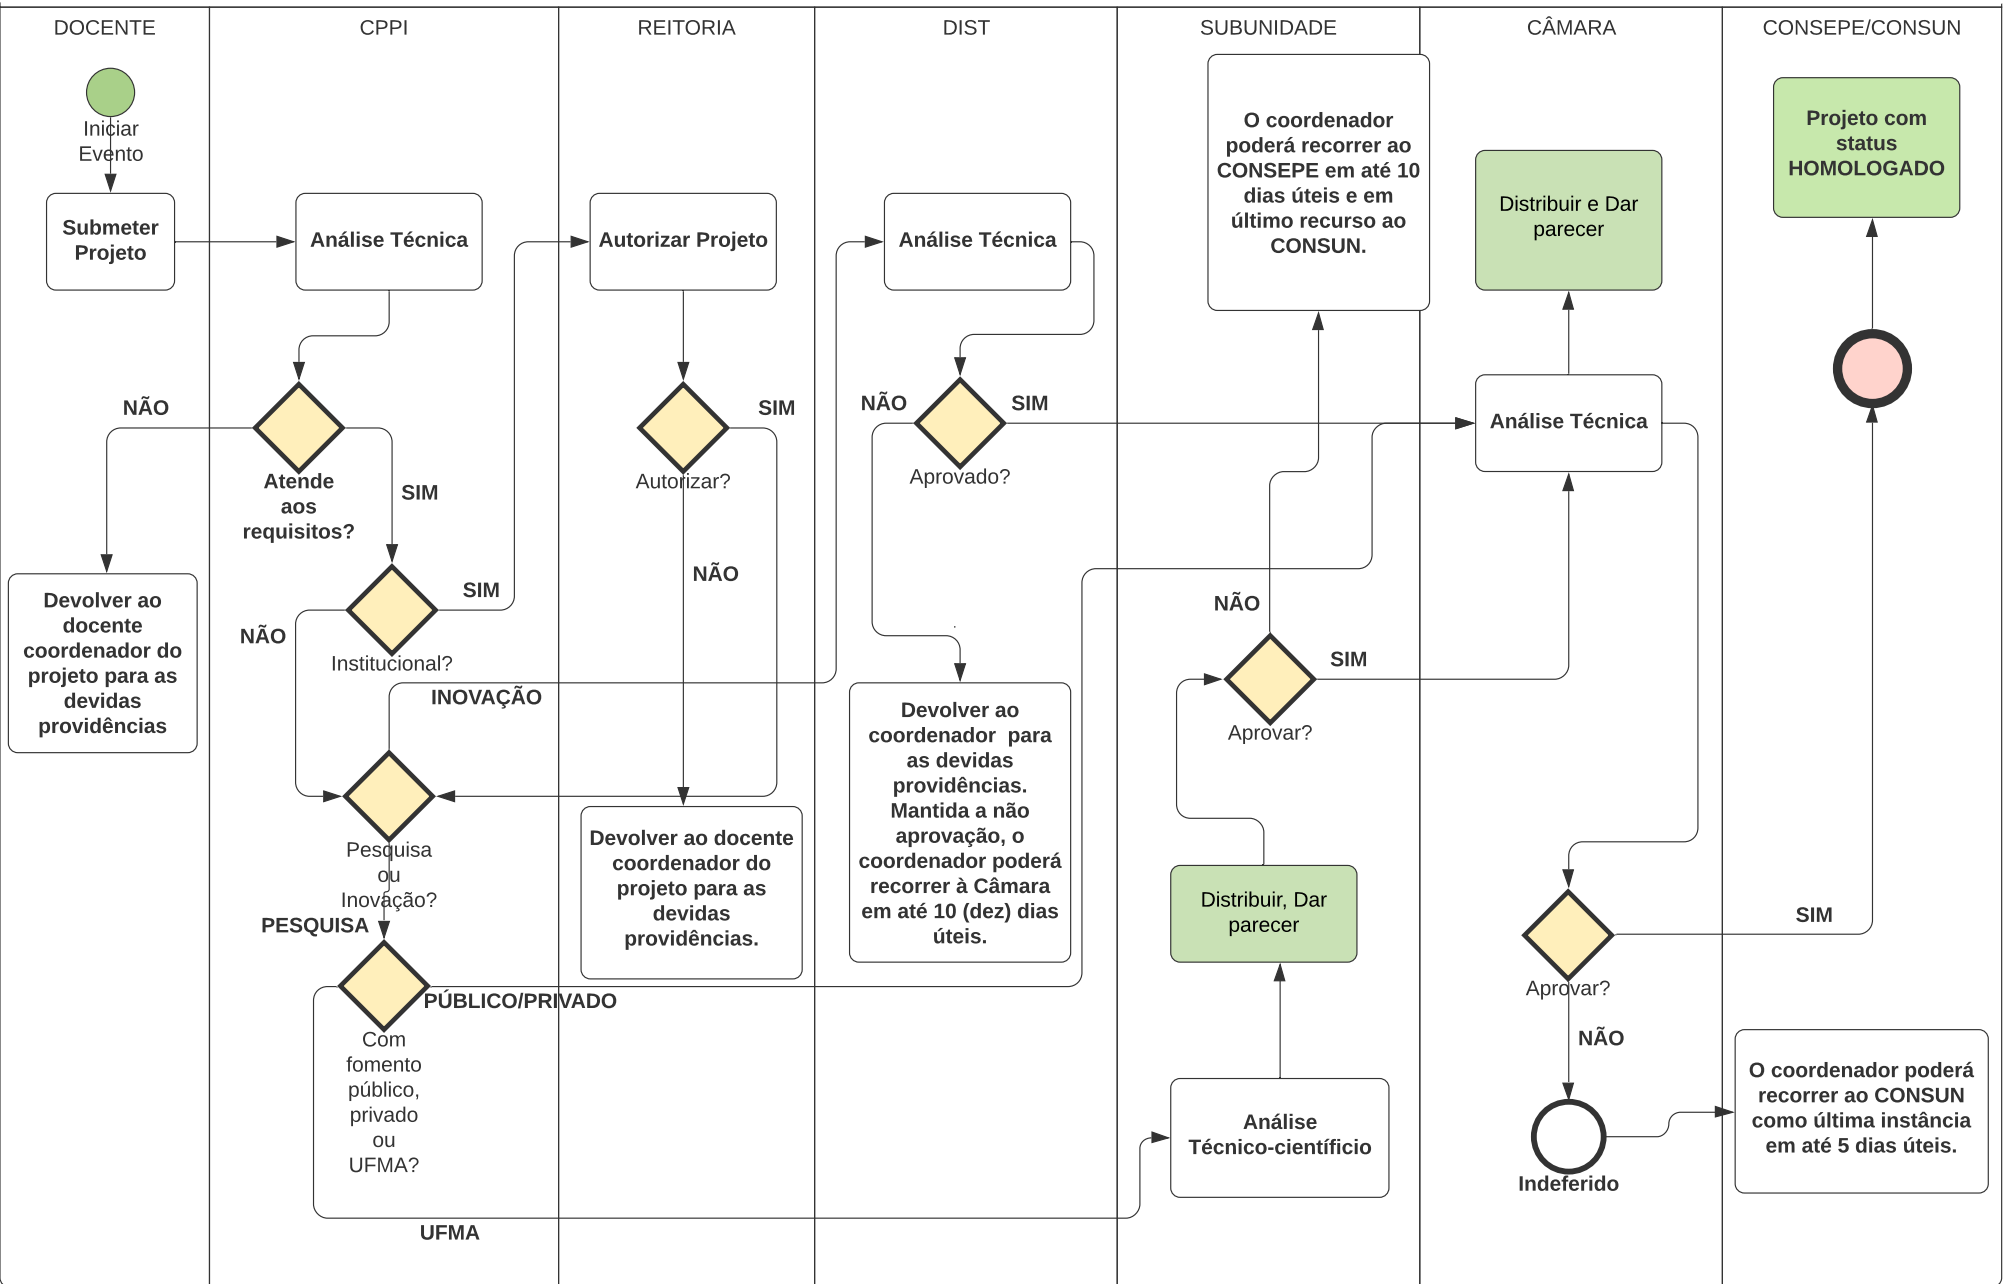 DOCENTE
CPPI
REITORIA
DIST
SUBUNIDADE
CÂMARA
CONSEPE/CONSUN
Iniciar
Evento
Submeter
Projeto
NÃO
Devolver ao
docente
coordenador do
projeto para as
devidas
providências
Análise Técnica
Atende
aos
requisitos?
SIM
SIM
NÃO
Institucional?
INOVAÇÃO
Pesquisa
ou
Inovação?
PESQUISA
PÚBLICO/PRIVADO
Com
fomento
público,
privado
ou
UFMA?
UFMA
Autorizar Projeto
SIM
Autorizar?
NÃO
Devolver ao docente
coordenador do
projeto para as
devidas
providências.
Análise Técnica
NÃO
SIM
Aprovado?
Devolver ao
coordenador  para
as devidas
providências.
Mantida a não
aprovação, o
coordenador poderá
recorrer à Câmara
em até 10 (dez) dias
úteis.
O coordenador
poderá recorrer ao
CONSEPE em até 10
dias úteis e em
último recurso ao
CONSUN.
NÃO
SIM
Aprovar?
Distribuir, Dar
parecer
Análise
Técnico-científicio
Distribuir e Dar
parecer
Análise Técnica
SIM
Aprovar?
NÃO
Indeferido
Projeto com
status
HOMOLOGADO
O coordenador poderá
recorrer ao CONSUN
como última instância
em até 5 dias úteis.